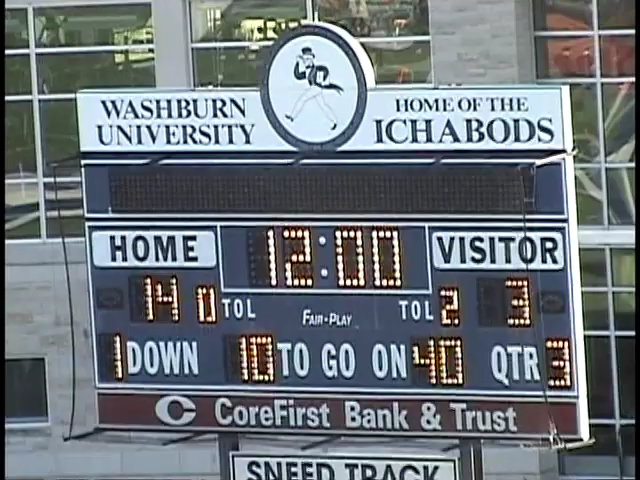 WASHBURN UNIVERSITY
HOME OF THE ICHABODS
HOME 12:00 VISITOR
14 0 TOL FAIR-PLAY TOL 2 3
1 DOWN 10 TO GO ON 40 QTR 3
C CoreFirst Bank & Trust
SNEED TRACK